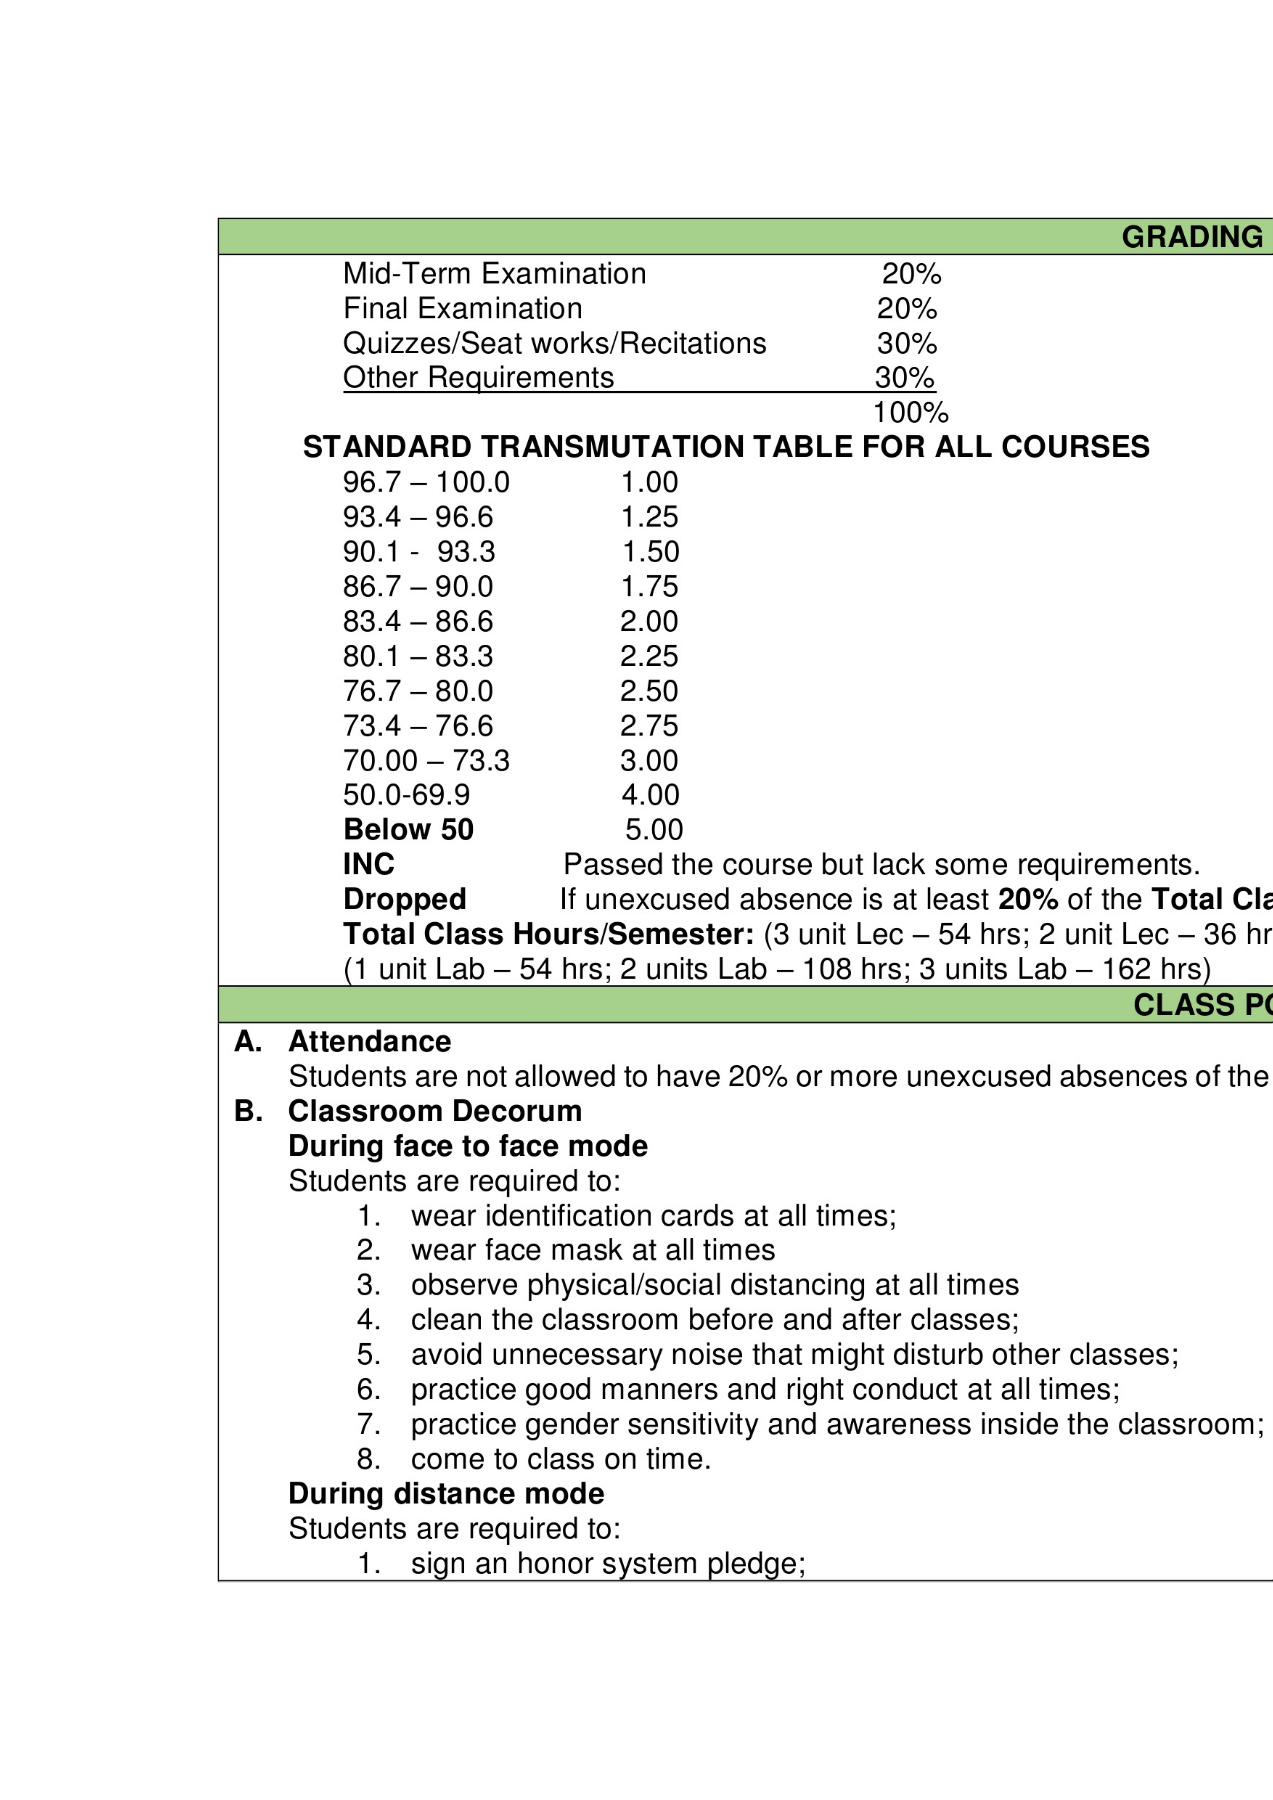 GRADING
Mid-Term Examination 20%
Final Examination 20%
Quizzes/Seat works/Recitations 30%
Other Requirements 30%
100%
STANDARD TRANSMUTATION TABLE FOR ALL COURSES
96.7 – 100.0 1.00
93.4 – 96.6 1.25
90.1 - 93.3 1.50
86.7 – 90.0 1.75
83.4 – 86.6 2.00
80.1 – 83.3 2.25
76.7 – 80.0 2.50
73.4 – 76.6 2.75
70.00 – 73.3 3.00
50.0-69.9 4.00
Below 50 5.00
INC Passed the course but lack some requirements.
Dropped If unexcused absence is at least 20% of the Total Cla
Total Class Hours/Semester: (3 unit Lec – 54 hrs; 2 unit Lec – 36 hr
(1 unit Lab – 54 hrs; 2 units Lab – 108 hrs; 3 units Lab – 162 hrs)
CLASS PO
A. Attendance
Students are not allowed to have 20% or more unexcused absences of the
B. Classroom Decorum
During face to face mode
Students are required to:
1. wear identification cards at all times;
2. wear face mask at all times
3. observe physical/social distancing at all times
4. clean the classroom before and after classes;
5. avoid unnecessary noise that might disturb other classes;
6. practice good manners and right conduct at all times;
7. practice gender sensitivity and awareness inside the classroom;
8. come to class on time.
During distance mode
Students are required to:
1. sign an honor system pledge;